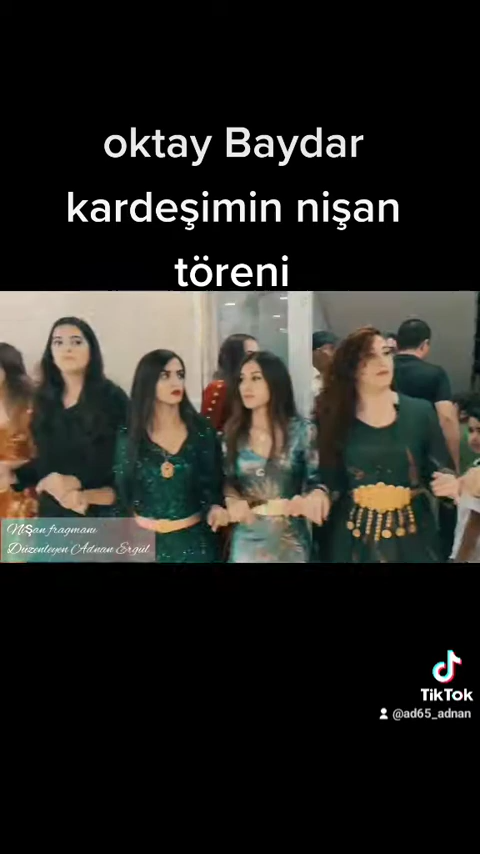 oktay Baydar
kardeşimin nişan
töreni
Nişan fragmanı
Düzenleyen Adnan Ergül
TikTok
@ad65_adnan